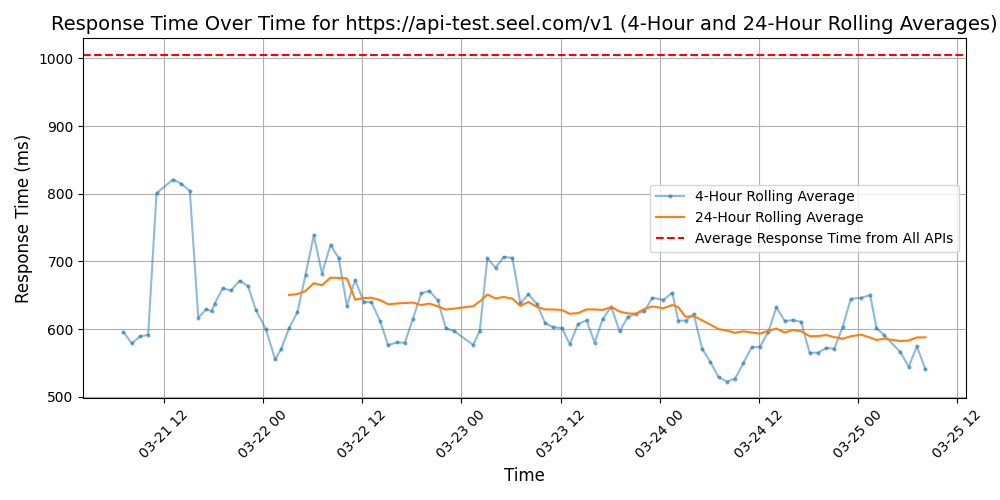 Response Time Over Time for https://api-test.seel.com/v1 (4-Hour and 24-Hour Rolling Averages)
Response Time (ms)
1000
900
800
700
600
500
4-Hour Rolling Average
24-Hour Rolling Average
Average Response Time from All APIs
03-21 12
03-22 00
03-22 12
03-23 00
03-23 12
03-24 00
03-24 12
03-25 00
03-25 12
Time